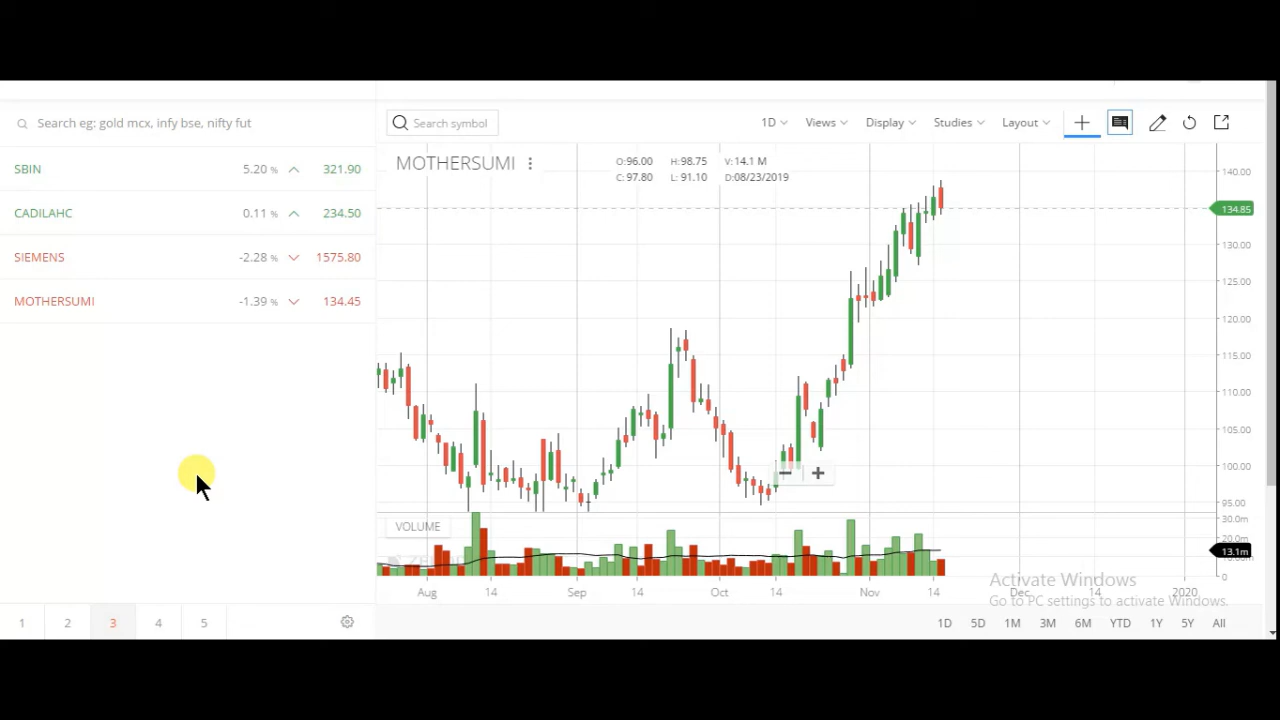 Search eg: gold mcx, infy bse, nifty fut
SBIN 5.20 % 321.90
CADILAHC 0.11 % 234.50
SIEMENS -2.28 % 1575.80
MOTHERSUMI -1.39 % 134.45
1 2 3 4 5
Search symbol
1D Views Display Studies Layout
MOTHERSUMI
O:96.00 H:98.75 V:14.1 M
C:97.80 L: 91.10 D:08/23/2019
140.00
134.85
130.00
125.00
120.00
115.00
110.00
105.00
100.00
95.00
VOLUME
30.0m
20.0m
13.1m
0
Aug 14 Sep 14 Oct 14 Nov 14 Dec 14 2020
Activate Windows
Go to PC settings to activate Windows.
1D 5D 1M 3M 6M YTD 1Y 5Y All